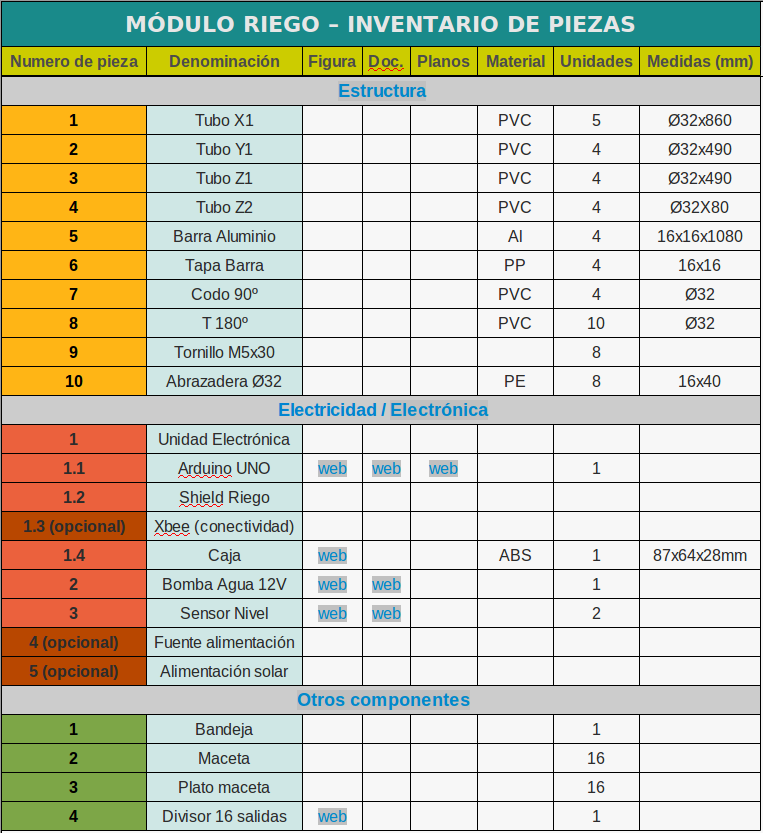 MÓDULO RIEGO – INVENTARIO DE PIEZAS
Numero de pieza Denominación Figura Doc. Planos Material Unidades Medidas (mm)
Estructura
1 Tubo X1 PVC 5 Ø32x860
2 Tubo Y1 PVC 4 Ø32x490
3 Tubo Z1 PVC 4 Ø32x490
4 Tubo Z2 PVC 4 Ø32X80
5 Barra Aluminio Al 4 16x16x1080
6 Tapa Barra PP 4 16x16
7 Codo 90º PVC 4 Ø32
8 T 180º PVC 10 Ø32
9 Tornillo M5x30 8
10 Abrazadera Ø32 PE 8 16x40
Electricidad / Electrónica
1 Unidad Electrónica
1.1 Arduino UNO web web web 1
1.2 Shield Riego
1.3 (opcional) Xbee (conectividad)
1.4 Caja web ABS 1 87x64x28mm
2 Bomba Agua 12V web web 1
3 Sensor Nivel web web 2
4 (opcional) Fuente alimentación
5 (opcional) Alimentación solar
Otros componentes
1 Bandeja 1
2 Maceta 16
3 Plato maceta 16
4 Divisor 16 salidas web 1